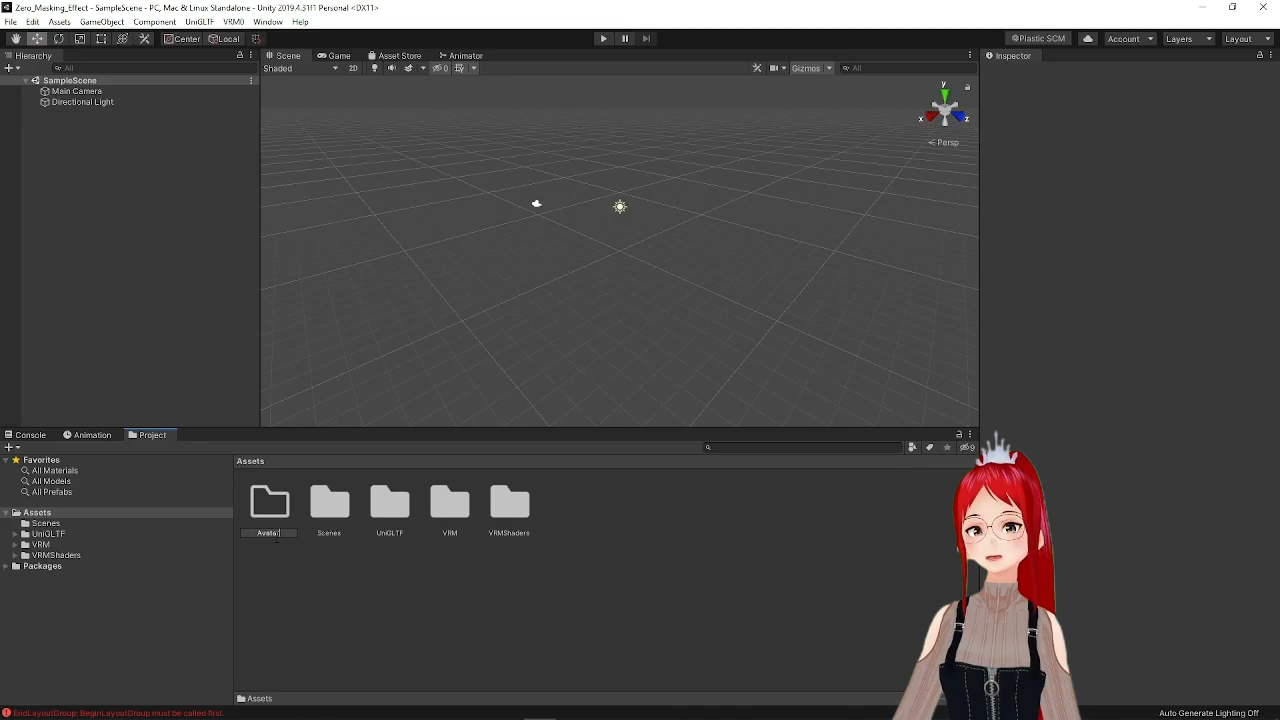 Zero_Masking_Effect - SampleScene - PC, Mac & Linux Standalone - Unity 2019.4.31f1 Personal <DX11>
File Edit Assets GameObject Component UniGLTF VRM0 Window Help
Center Local Plastic SCM Account Layers Layout
Hierarchy Scene Game Asset Store Animator Inspector
All Shaded 2D 0 Gizmos All
SampleScene
Main Camera
Directional Light
y
x z
Persp
Console Animation Project
Favorites Assets 9
All Materials
All Models
All Prefabs
Assets
Scenes
UniGLTF
VRM
VRMShaders
Packages
Scenes UniGLTF VRM VRMShaders
Assets
EndLayoutGroup: BeginLayoutGroup must be called first. Auto Generate Lighting Off